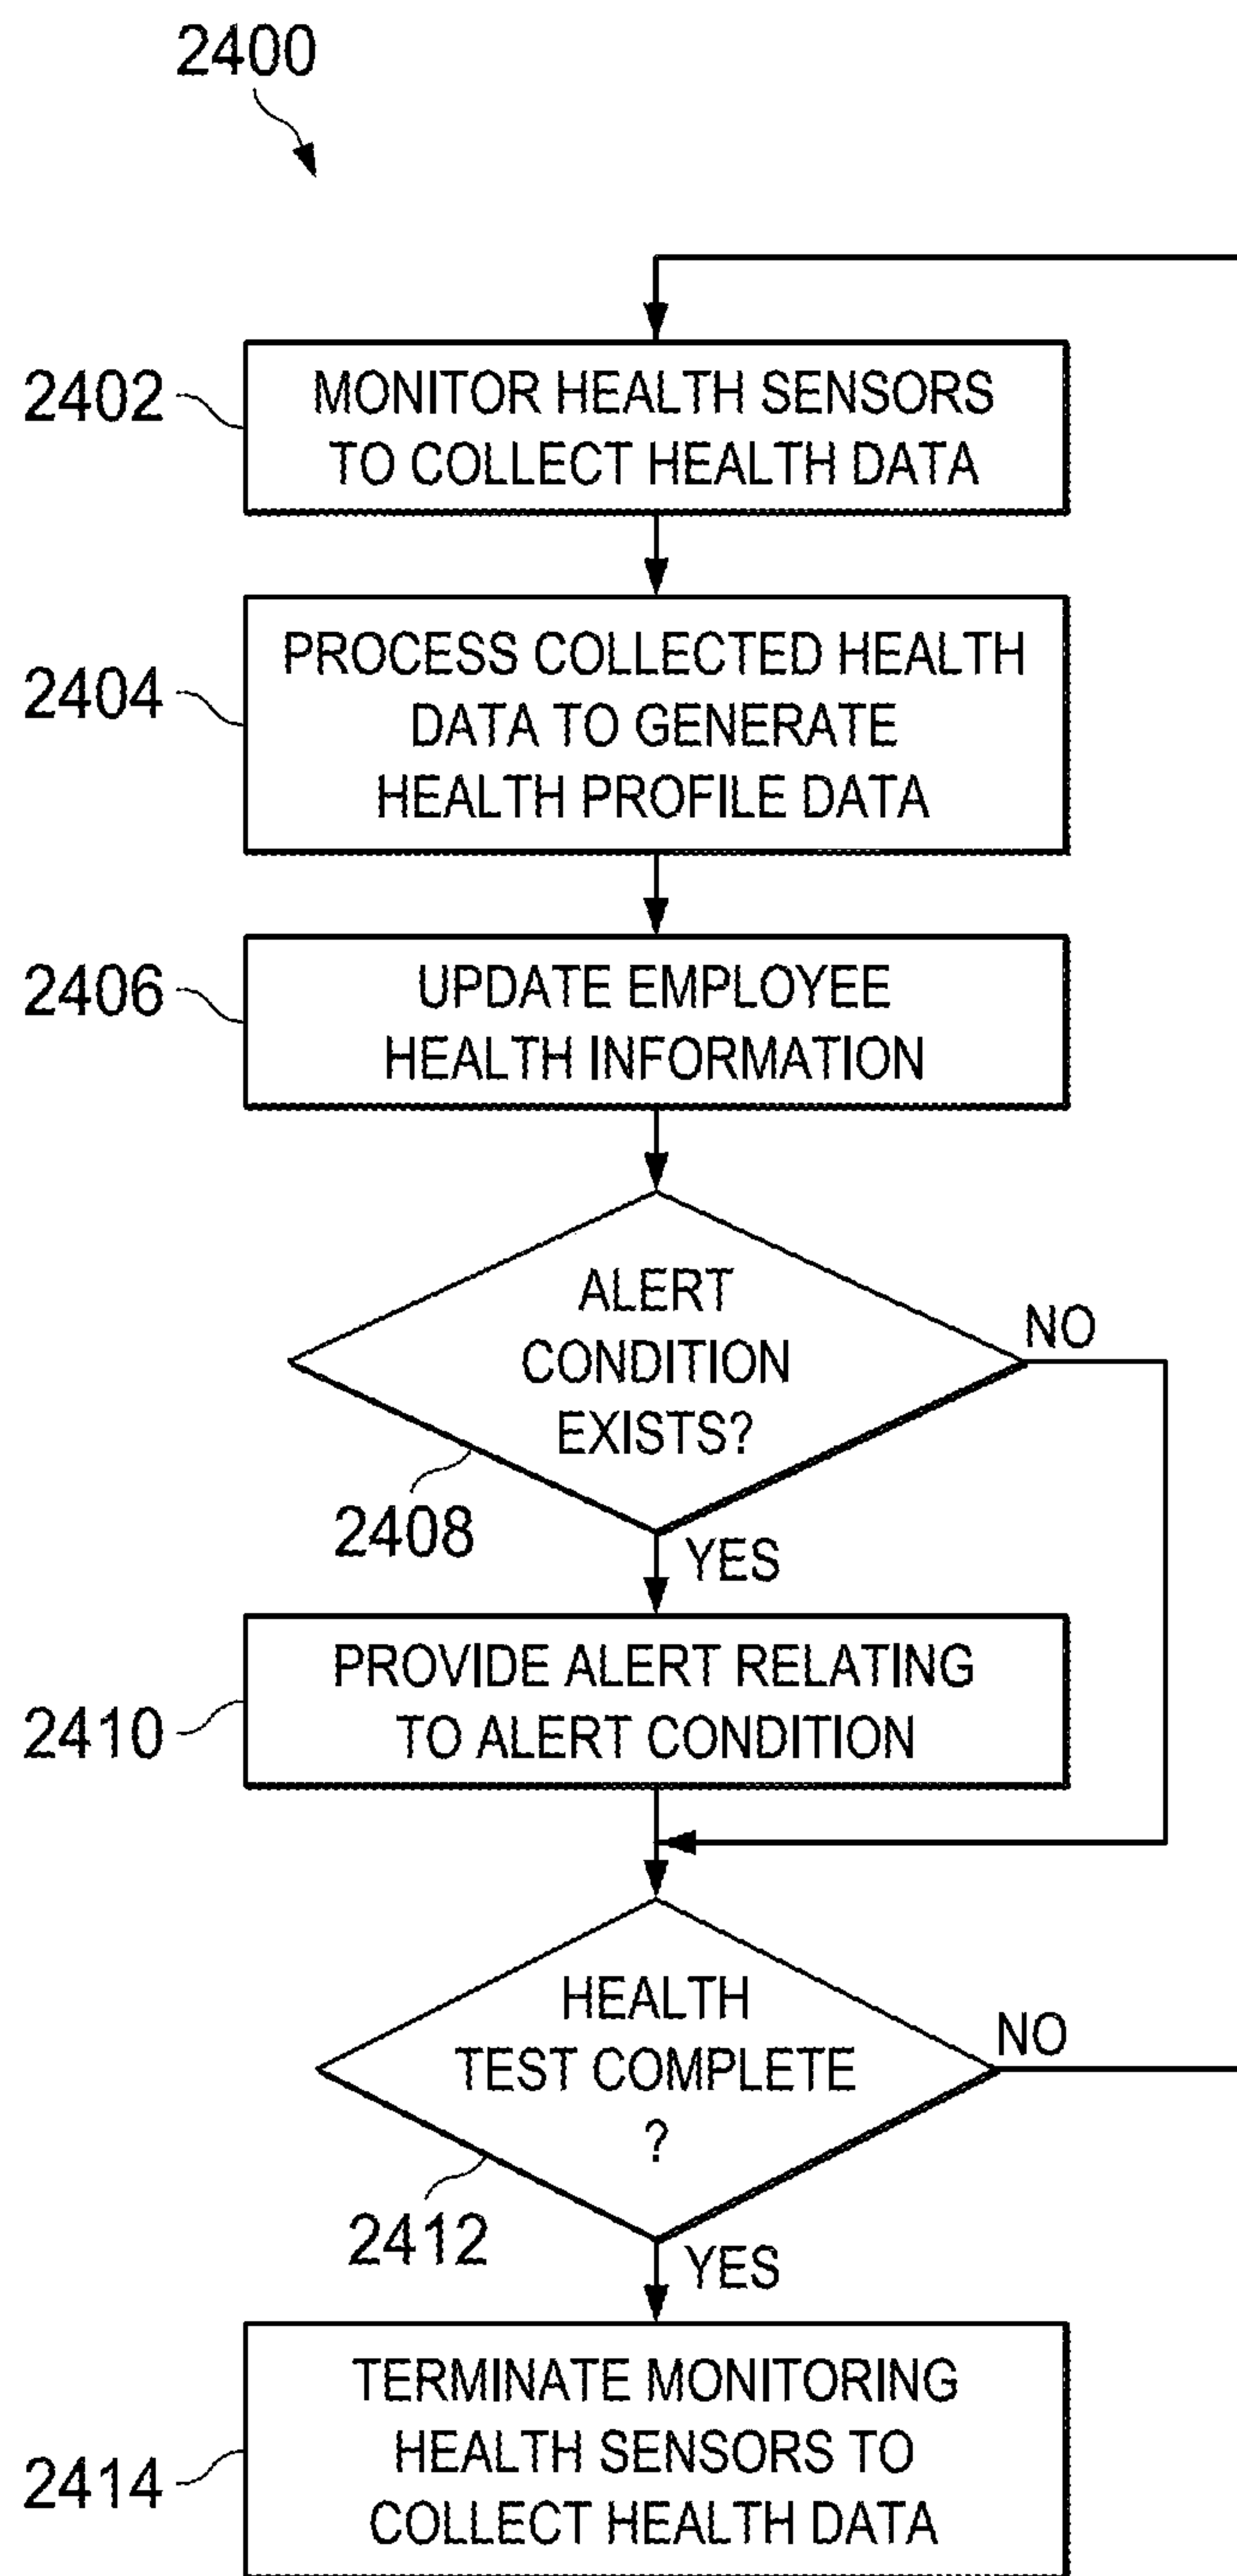 2400
2402
MONITOR HEALTH SENSORS
TO COLLECT HEALTH DATA
2404
PROCESS COLLECTED HEALTH
DATA TO GENERATE
HEALTH PROFILE DATA
2406
UPDATE EMPLOYEE
HEALTH INFORMATION
ALERT
CONDITION
EXISTS?
NO
2408
YES
2410
PROVIDE ALERT RELATING
TO ALERT CONDITION
HEALTH
TEST COMPLETE
?
NO
2412
YES
2414
TERMINATE MONITORING
HEALTH SENSORS TO
COLLECT HEALTH DATA